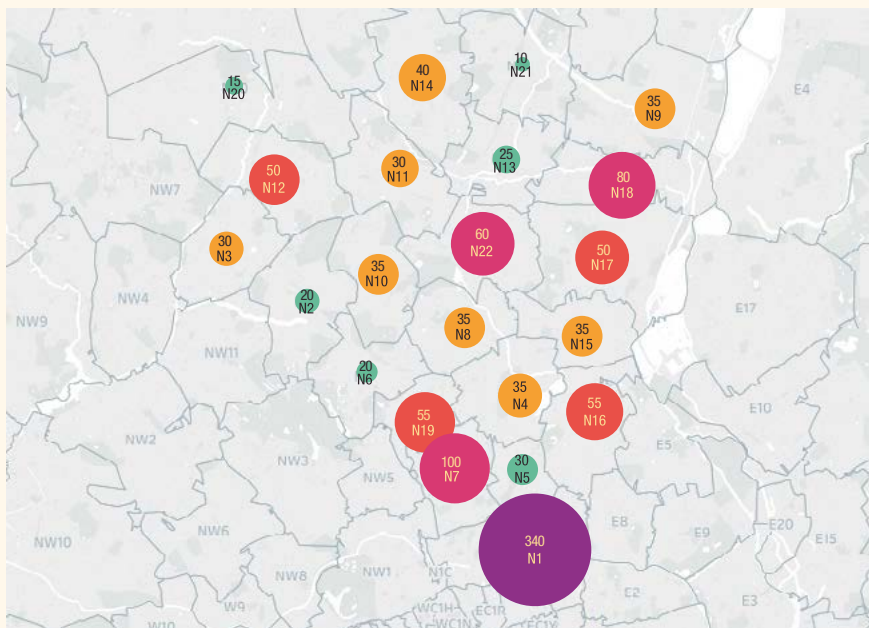 40
N14
10
N21
15
N20
E4
35
N9
25
N13
30
N11
50
N12
80
N18
NW7
60
N22
30
N3
50
N17
35
N10
NW4
20
N2
E17
NW9
35
N8
35
N15
NW11
20
N6
35
N4
55
N16
E10
55
N19
NW2
E5
NW3
100
N7
30
N5
NW5
E8
E9
E20
E15
NW6
NW10
340
N1
NW8
NW1
N1C
E2
W9
WC1H
EC1R
E3
W10
WC1N
EC1Y